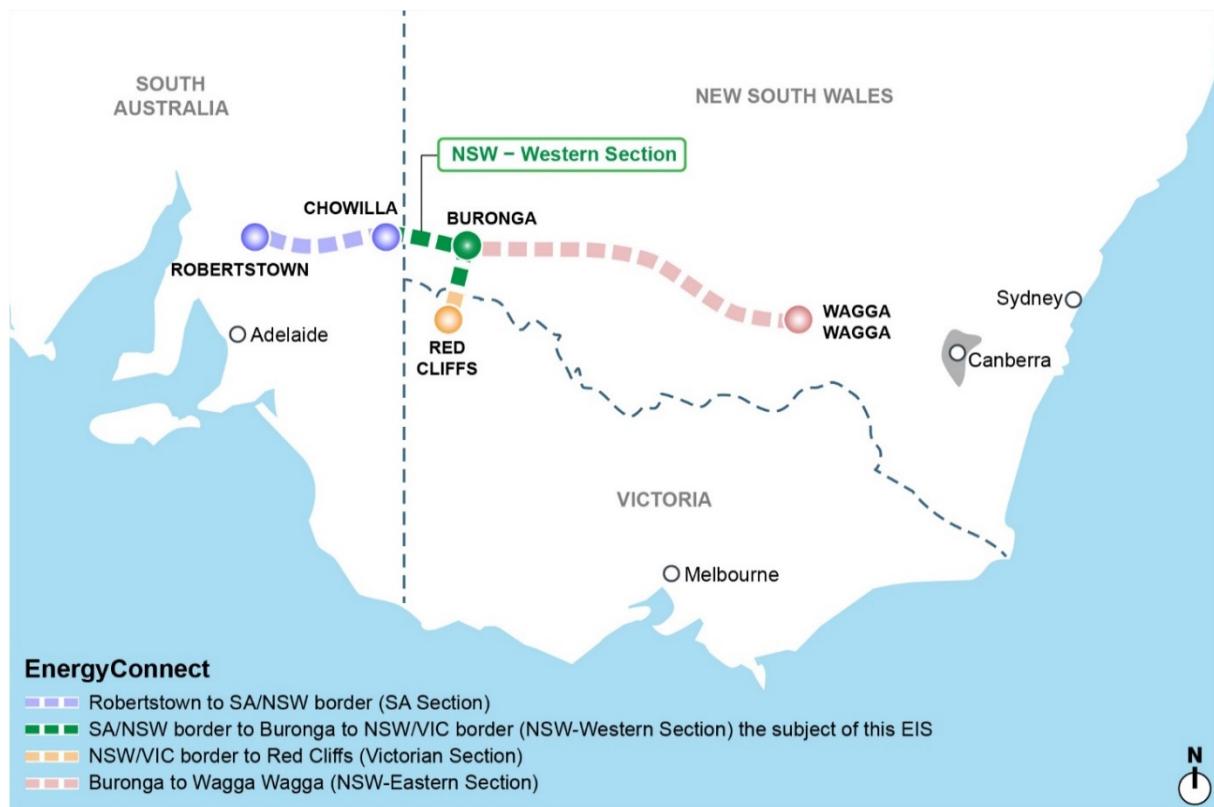 SOUTH
AUSTRALIA
NEW SOUTH WALES
NSW – Western Section
CHOWILLA
BURONGA
ROBERTSTOWN
WAGGA
WAGGA
Sydney
Adelaide
RED
CLIFFS
Canberra
VICTORIA
Melbourne
EnergyConnect
Robertstown to SA/NSW border (SA Section)
SA/NSW border to Buronga to NSW/VIC border (NSW-Western Section) the subject of this EIS
NSW/VIC border to Red Cliffs (Victorian Section)
Buronga to Wagga Wagga (NSW-Eastern Section)
N